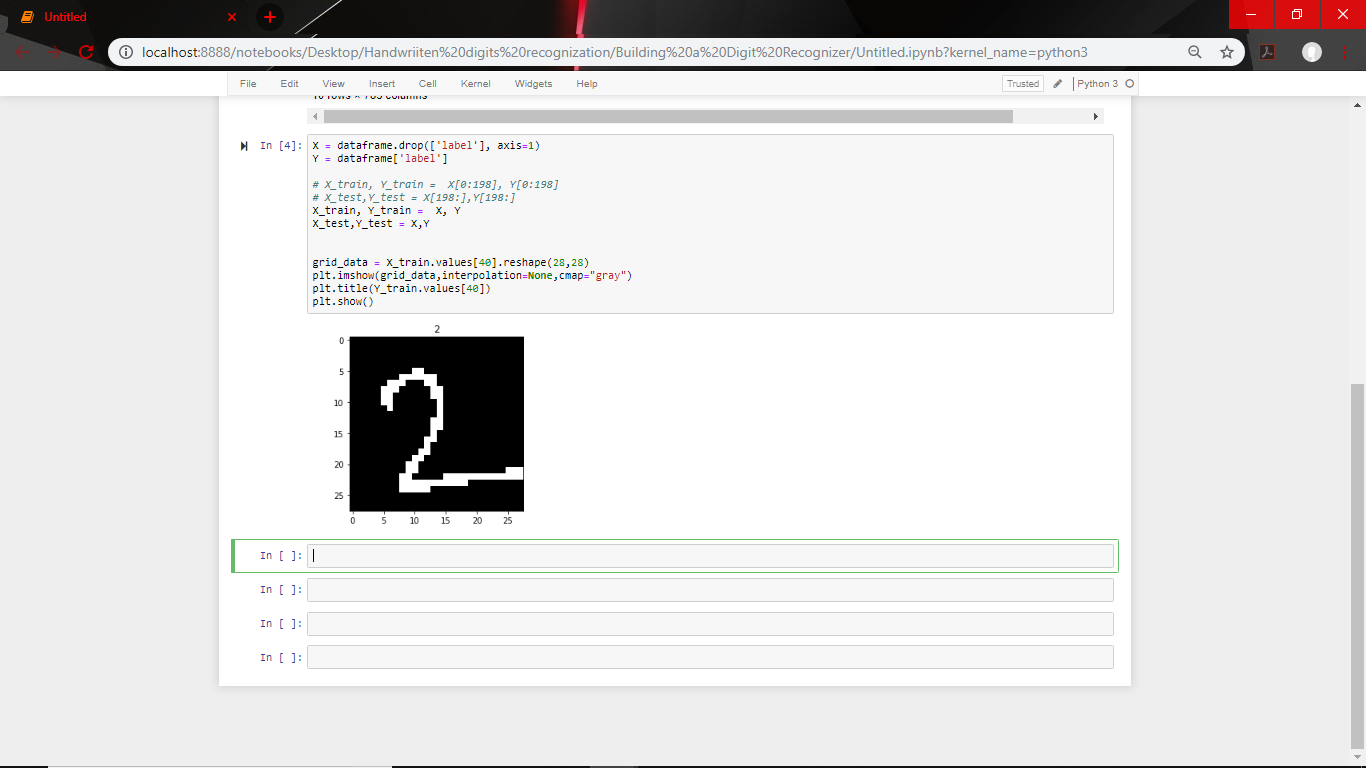 Untitled
localhost:8888/notebooks/Desktop/Handwriiten%20digits%20recognization/Building%20a%20Digit%20Recognizer/Untitled.ipynb?kernel_name=python3
File Edit View Insert Cell Kernel Widgets Help Trusted Python 3
10 rows × 785 columns
In [4]:
X = dataframe.drop(['label'], axis=1)
Y = dataframe['label']
# X_train, Y_train =  X[0:198], Y[0:198]
# X_test,Y_test = X[198:],Y[198:]
X_train, Y_train =  X, Y
X_test,Y_test = X,Y
grid_data = X_train.values[40].reshape(28,28)
plt.imshow(grid_data,interpolation=None,cmap="gray")
plt.title(Y_train.values[40])
plt.show()
2
0
5
10
15
20
25
0 5 10 15 20 25
2
In [ ]:
In [ ]:
In [ ]:
In [ ]: